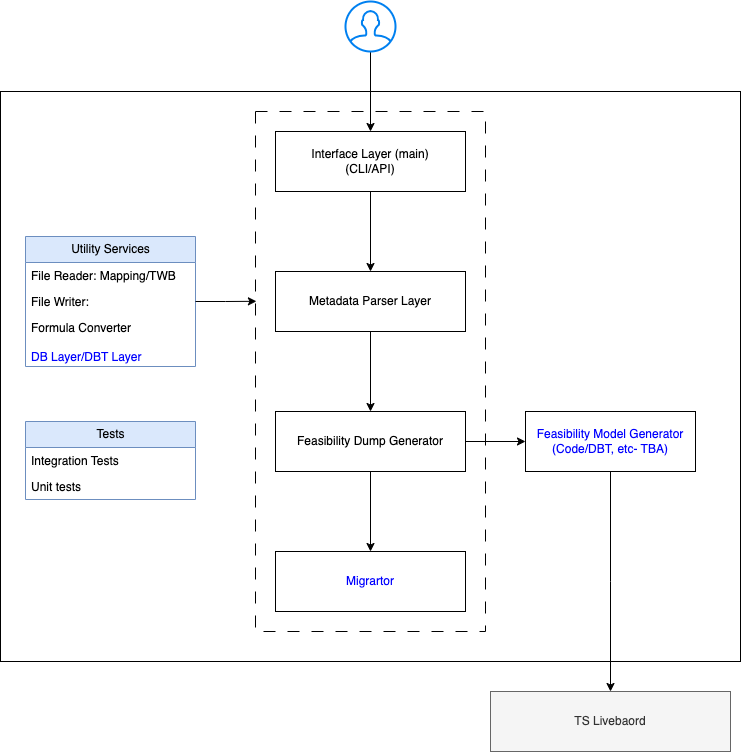 Interface Layer (main)
(CLI/API)
Utility Services
File Reader: Mapping/TWB
File Writer:
Formula Converter
DB Layer/DBT Layer
Metadata Parser Layer
Tests
Integration Tests
Unit tests
Feasibility Dump Generator
Feasibility Model Generator
(Code/DBT, etc- TBA)
Migrartor
TS Livebaord